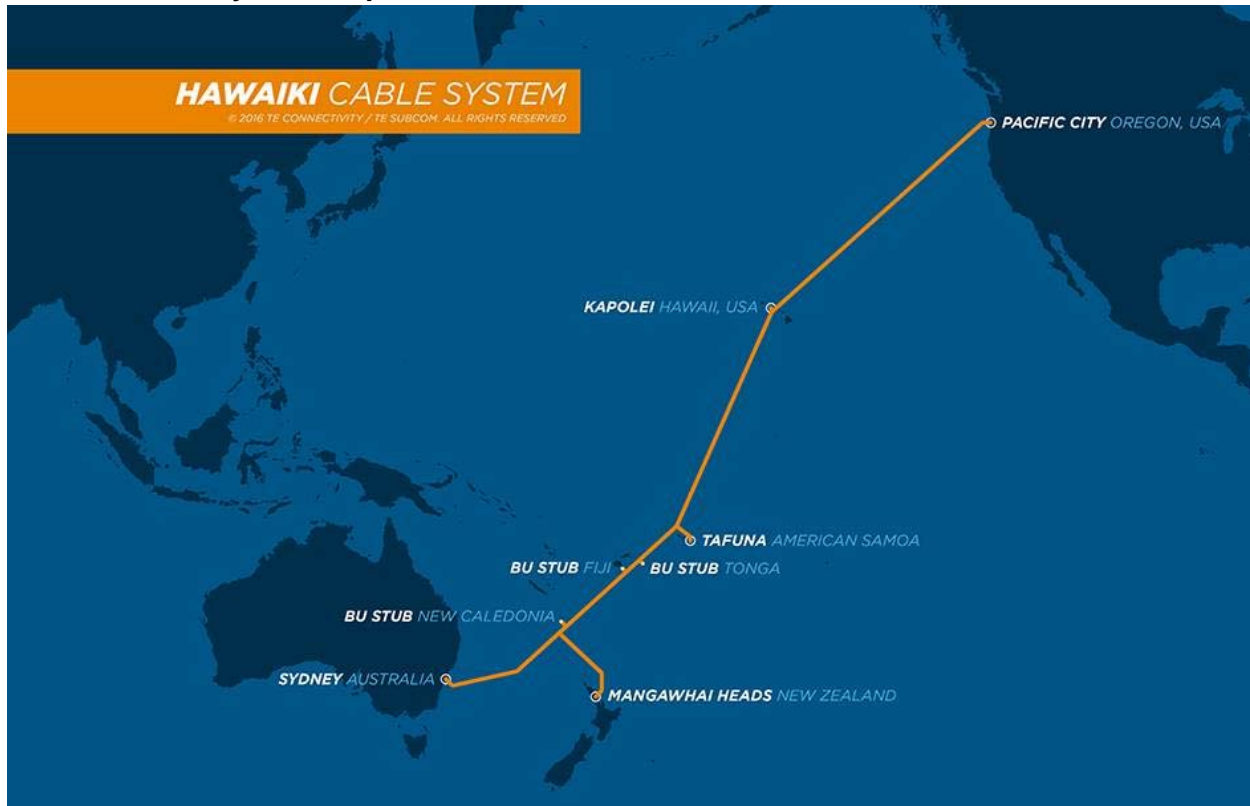 HAWAIKI CABLE SYSTEM
© 2016 TE CONNECTIVITY / TE SUBCOM. ALL RIGHTS RESERVED
PACIFIC CITY OREGON, USA
KAPOLEI HAWAII, USA
TAFUNA AMERICAN SAMOA
BU STUB FIJI
BU STUB TONGA
BU STUB NEW CALEDONIA
SYDNEY AUSTRALIA
MANGAWHAI HEADS NEW ZEALAND